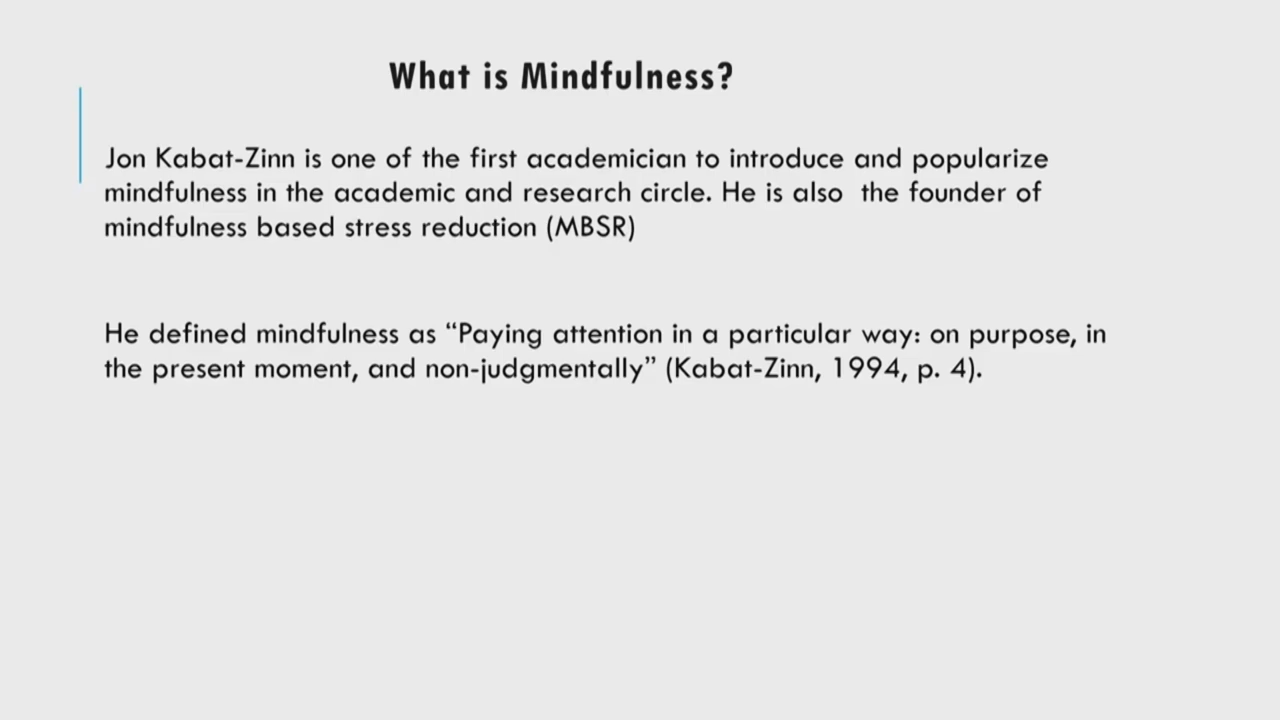 What is Mindfulness?
Jon Kabat-Zinn is one of the first academician to introduce and popularize
mindfulness in the academic and research circle. He is also  the founder of
mindfulness based stress reduction (MBSR)
He defined mindfulness as “Paying attention in a particular way: on purpose, in
the present moment, and non-judgmentally” (Kabat-Zinn, 1994, p. 4).